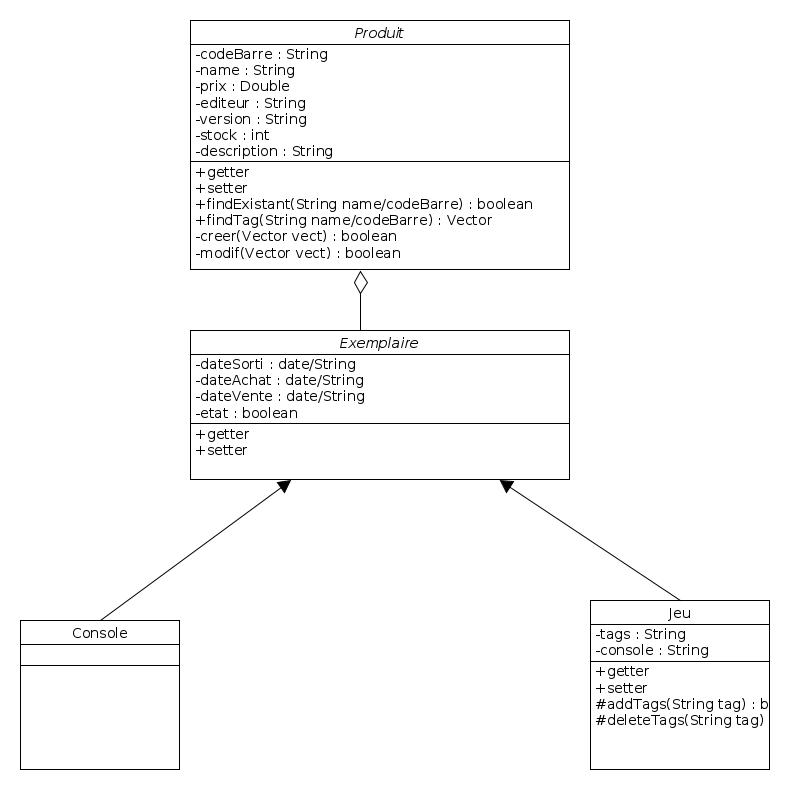 Produit
-codeBarre : String
-name : String
-prix : Double
-editeur : String
-version : String
-stock : int
-description : String
+getter
+setter
+findExistant(String name/codeBarre) : boolean
+findTag(String name/codeBarre) : Vector
-creer(Vector vect) : boolean
-modif(Vector vect) : boolean
Exemplaire
-dateSorti : date/String
-dateAchat : date/String
-dateVente : date/String
-etat : boolean
+getter
+setter
Console
Jeu
-tags : String
-console : String
+getter
+setter
#addTags(String tag) : b
#deleteTags(String tag)